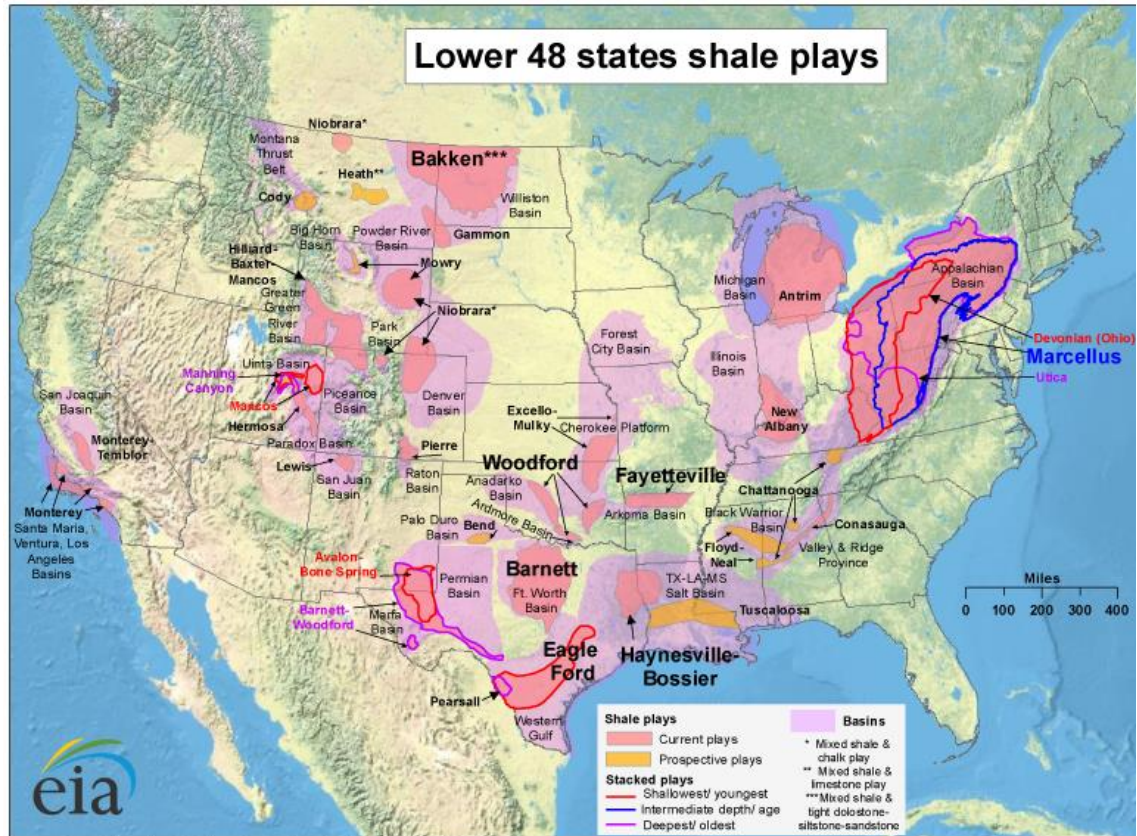 Lower 48 states shale plays
Niobrara*
Montana
Thrust
Belt
Bakken***
Heath**
Cody
Williston
Basin
Big Horn
Basin
Powder River
Basin
Gammon
Hilliard-
Baxter-
Mancos
Mowry
Greater
Green
River
Basin
Park
Basin
Niobrara*
Michigan
Basin
Antrim
Appalachian
Basin
Devonian (Ohio)
Marcellus
Utica
Forest
City Basin
Illinois
Basin
Uinta Basin
Manning
Canyon
Mancos
Piceance
Basin
Denver
Basin
San Joaquin
Basin
Hermosa
Paradox Basin
Excello-
Mulky
Cherokee Platform
New
Albany
Monterey-
Temblor
Lewis
San Juan
Basin
Pierre
Raton
Basin
Woodford
Anadarko
Basin
Fayetteville
Arkoma Basin
Chattanooga
Monterey
Santa Maria,
Ventura, Los
Angeles
Basins
Palo Duro
Basin
Bend
Ardmore Basin
Black Warrior
Basin
Conasauga
Floyd-
Neal
Valley & Ridge
Province
Avalon-
Bone Spring
Permian
Basin
Barnett
Ft. Worth
Basin
TX-LA-MS
Salt Basin
Tuscaloosa
Barnett-
Woodford
Marfa
Basin
Eagle
Ford
Haynesville-
Bossier
Pearsall
Western
Gulf
Miles
0 100 200 300 400
Shale plays
Current plays
Prospective plays
Stacked plays
Shallowest/ youngest
Intermediate depth/ age
Deepest/ oldest
Basins
* Mixed shale &
chalk play
** Mixed shale &
limestone play
***Mixed shale &
tight dolostone-
siltstone-sandstone
eia